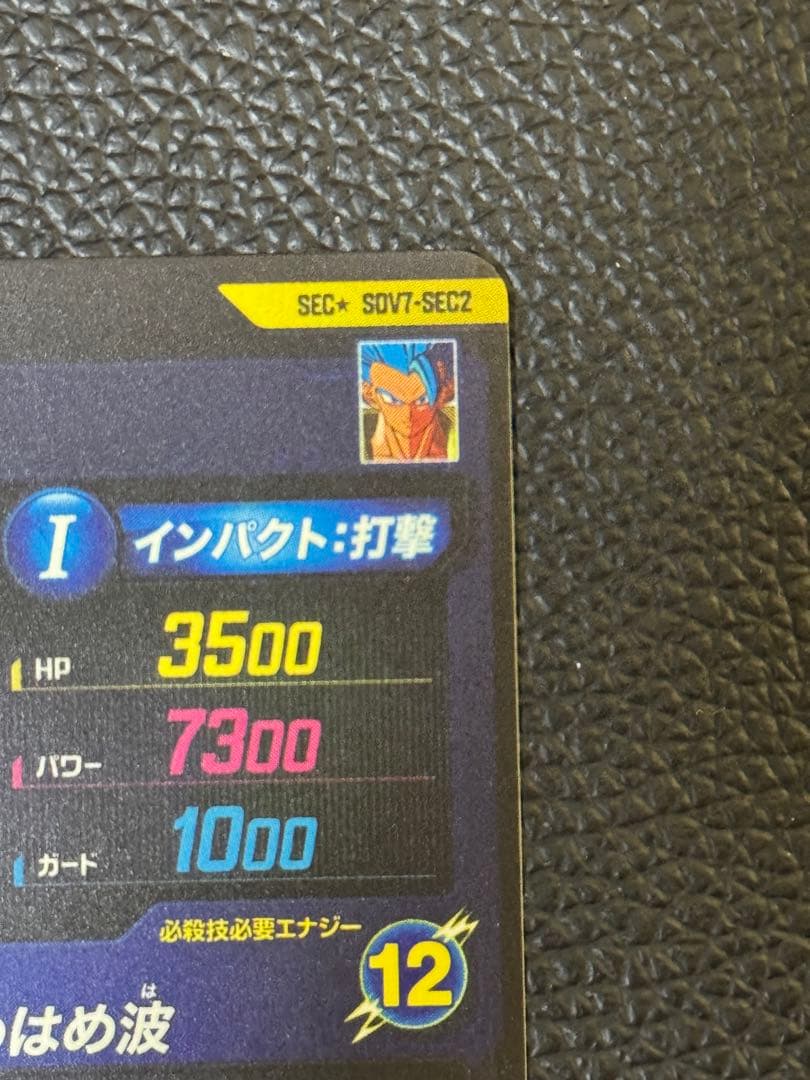 SEC★ SDV7-SEC2
I インパクト:打撃
HP 3500
パワー 7300
ガード 1000
必殺技必要エナジー
12
は
はめ波